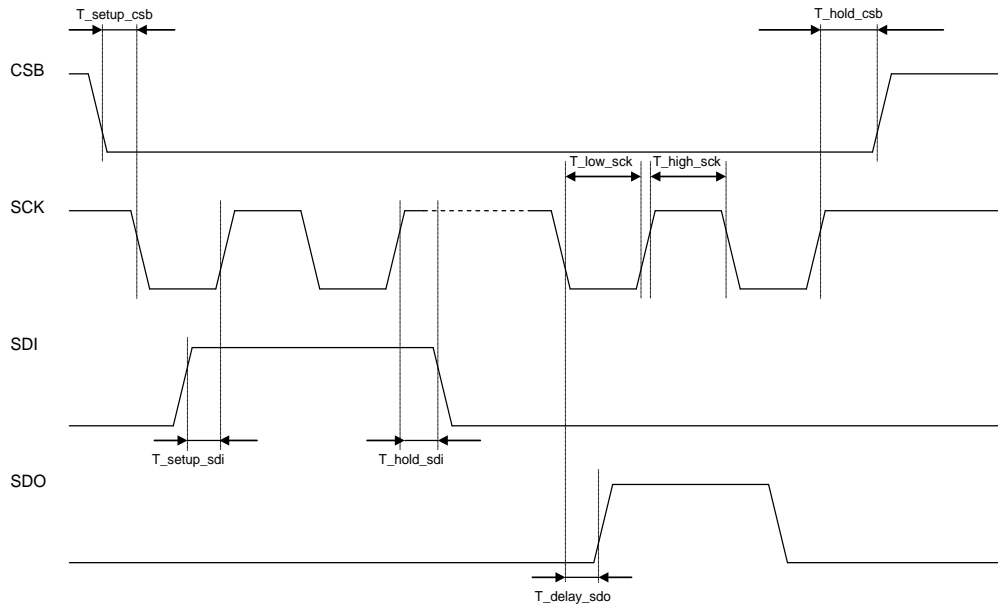 T_setup_csb
T_hold_csb
CSB
T_low_sck
T_high_sck
SCK
SDI
T_setup_sdi
T_hold_sdi
SDO
T_delay_sdo